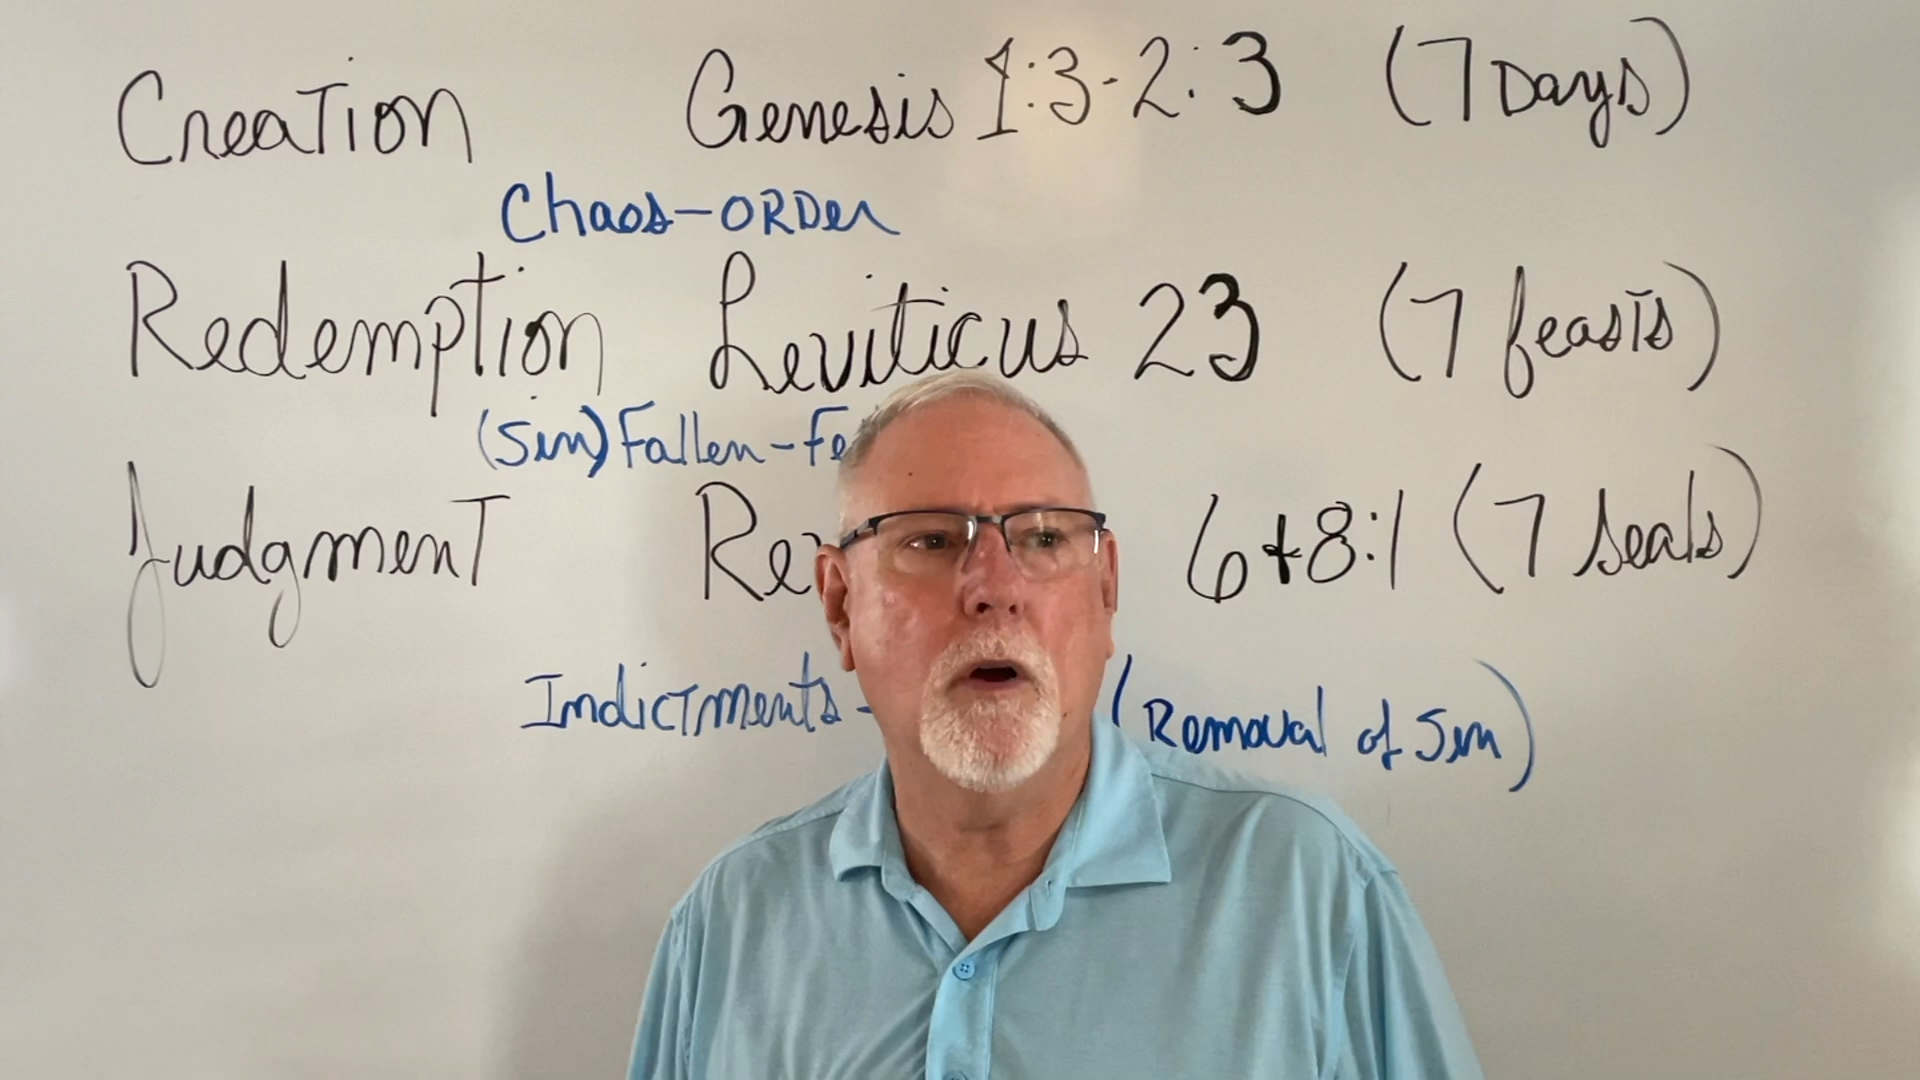 Creation Genesis 1:3-2:3 (7 Days)
Chaos-ORDer
Redemption Leviticus 23 (7 feasts)
(Sin) Fallen-
Judgment 6+8:1 (7 Seals)
Indictments- (Removal of Sin)